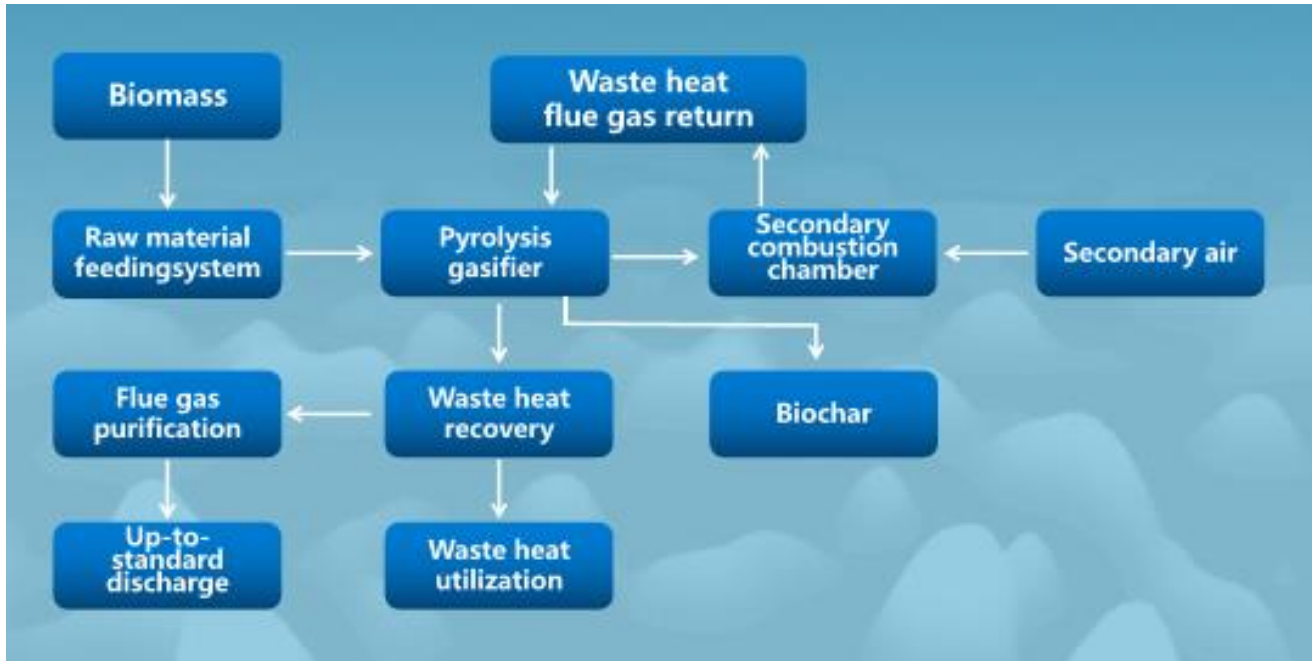 Biomass
Waste heat
flue gas return
Raw material
feedingsystem
Pyrolysis
gasifier
Secondary
combustion
chamber
Secondary air
Flue gas
purification
Waste heat
recovery
Biochar
Up-to-
standard
discharge
Waste heat
utilization